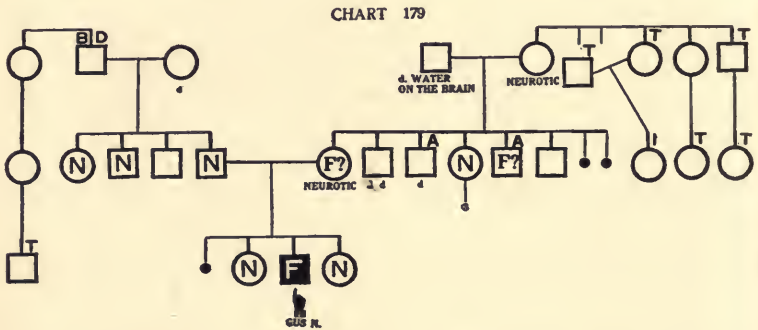 CHART 179
B D
T T T
d
d. WATER
ON THE BRAIN
NEUROTIC
A A
N N N F? N F? T T
NEUROTIC
d d
d
T
N F N
GUS N.